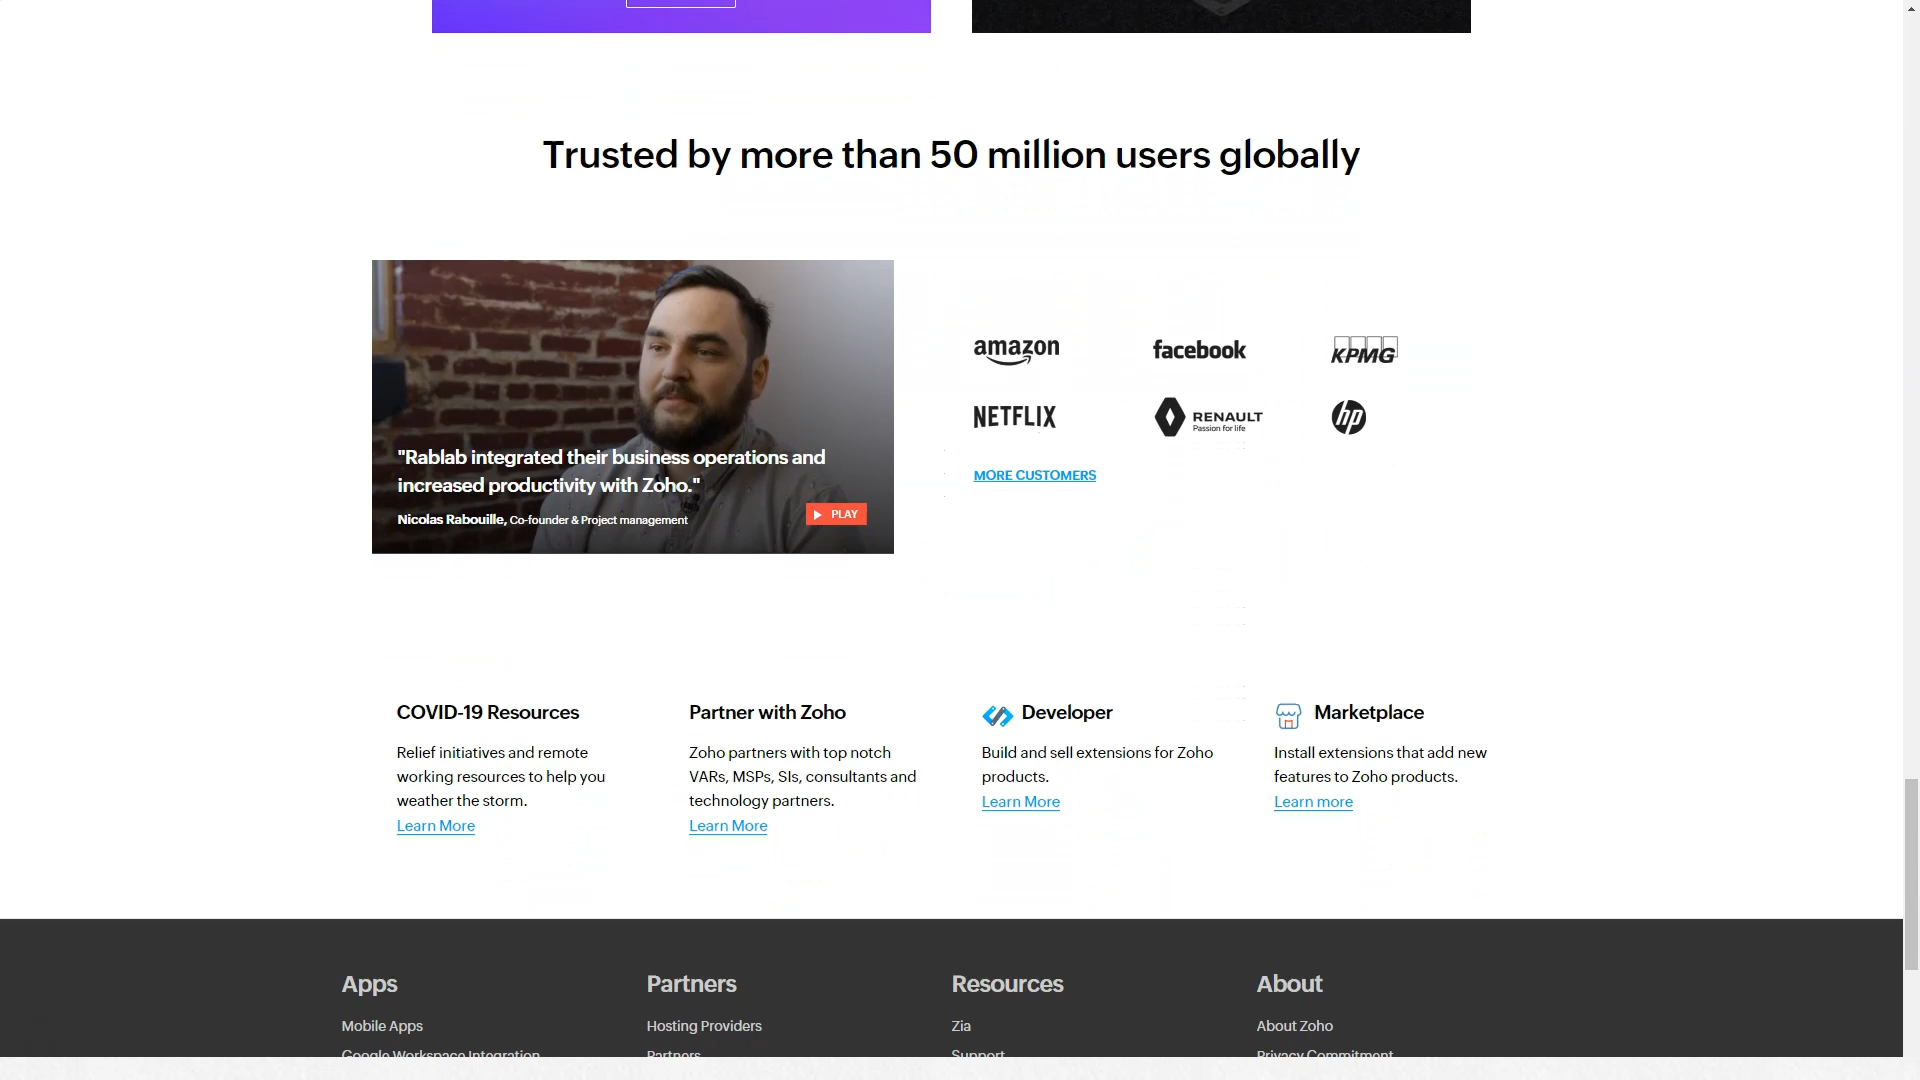 Trusted by more than 50 million users globally
"Rablab integrated their business operations and
increased productivity with Zoho."
Nicolas Rabouille, Co-founder & Project management
PLAY
amazon
facebook
KPMG
NETFLIX
RENAULT
Passion for life
hp
MORE CUSTOMERS
COVID-19 Resources
Relief initiatives and remote
working resources to help you
weather the storm.
Learn More
Partner with Zoho
Zoho partners with top notch
VARs, MSPs, SIs, consultants and
technology partners.
Learn More
Developer
Build and sell extensions for Zoho
products.
Learn More
Marketplace
Install extensions that add new
features to Zoho products.
Learn more
Apps
Mobile Apps
Google Workspace Integration
Partners
Hosting Providers
Partners
Resources
Zia
Support
About
About Zoho
Privacy Commitment